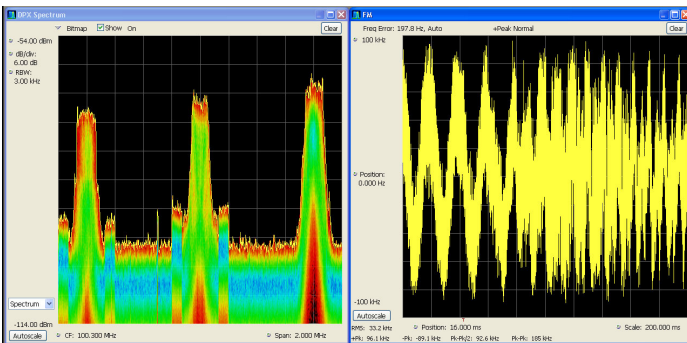 DPX Spectrum
Bitmap Show On Clear
-54.00 dBm
dB/div:
6.00 dB
RBW:
3.00 kHz
Spectrum
-114.00 dBm
Autoscale CF: 100.300 MHz Span: 2.000 MHz
FM
Freq Error: 197.8 Hz, Auto +Peak Normal Clear
100 kHz
Position:
0.000 Hz
-100 kHz
Autoscale Position: 16.000 ms Scale: 200.000 ms
RMS: 33.2 kHz
+Pk: 96.1 kHz -Pk: -89.1 kHz Pk-Pk/2: 92.6 kHz Pk-Pk: 185 kHz